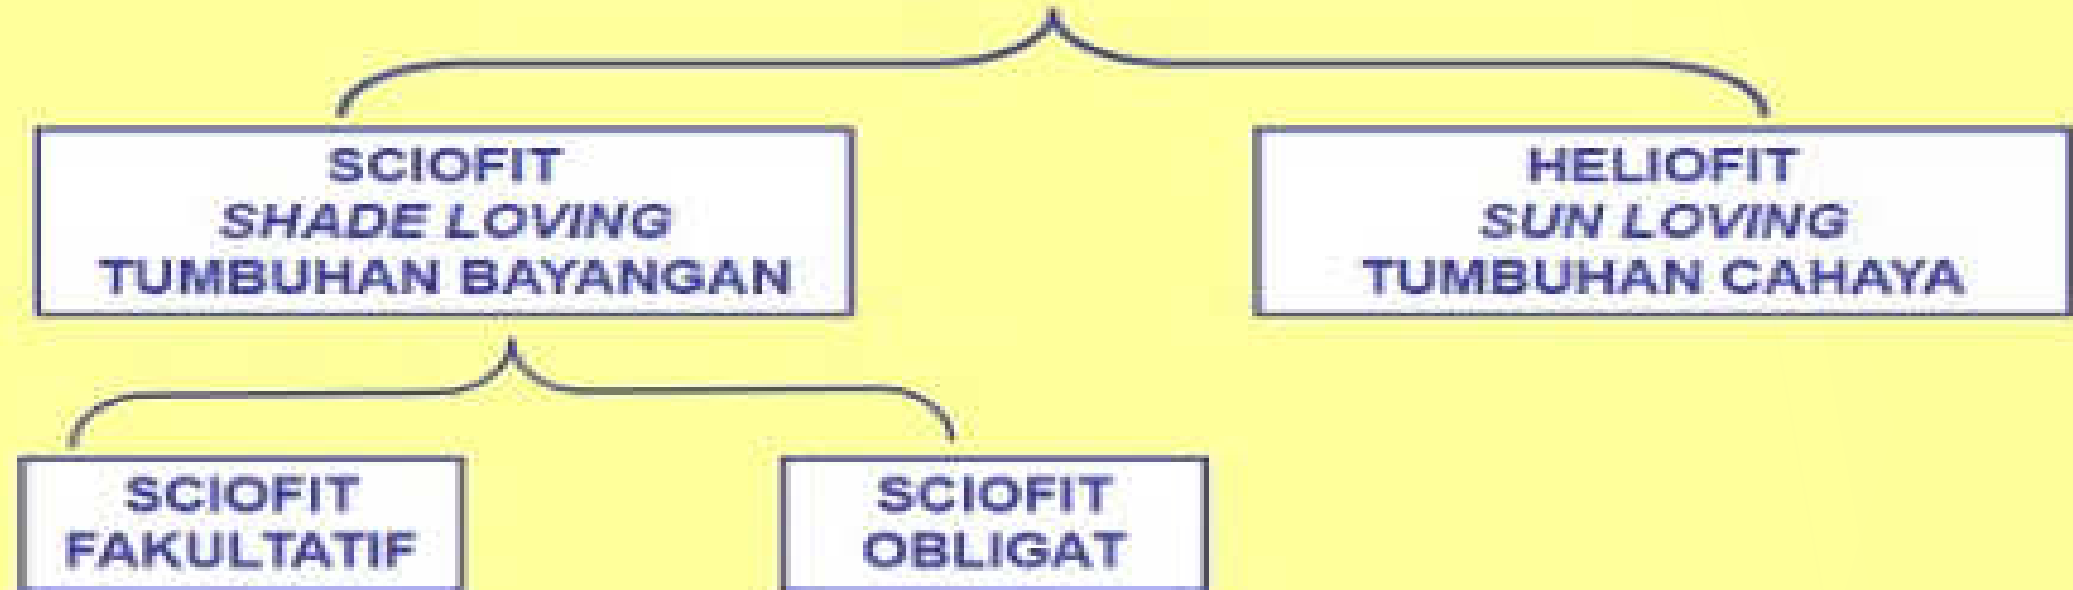 SCIOFIT
SHADE LOVING
TUMBUHAN BAYANGAN
HELIOFIT
SUN LOVING
TUMBUHAN CAHAYA
SCIOFIT
FAKULTATIF
SCIOFIT
OBLIGAT